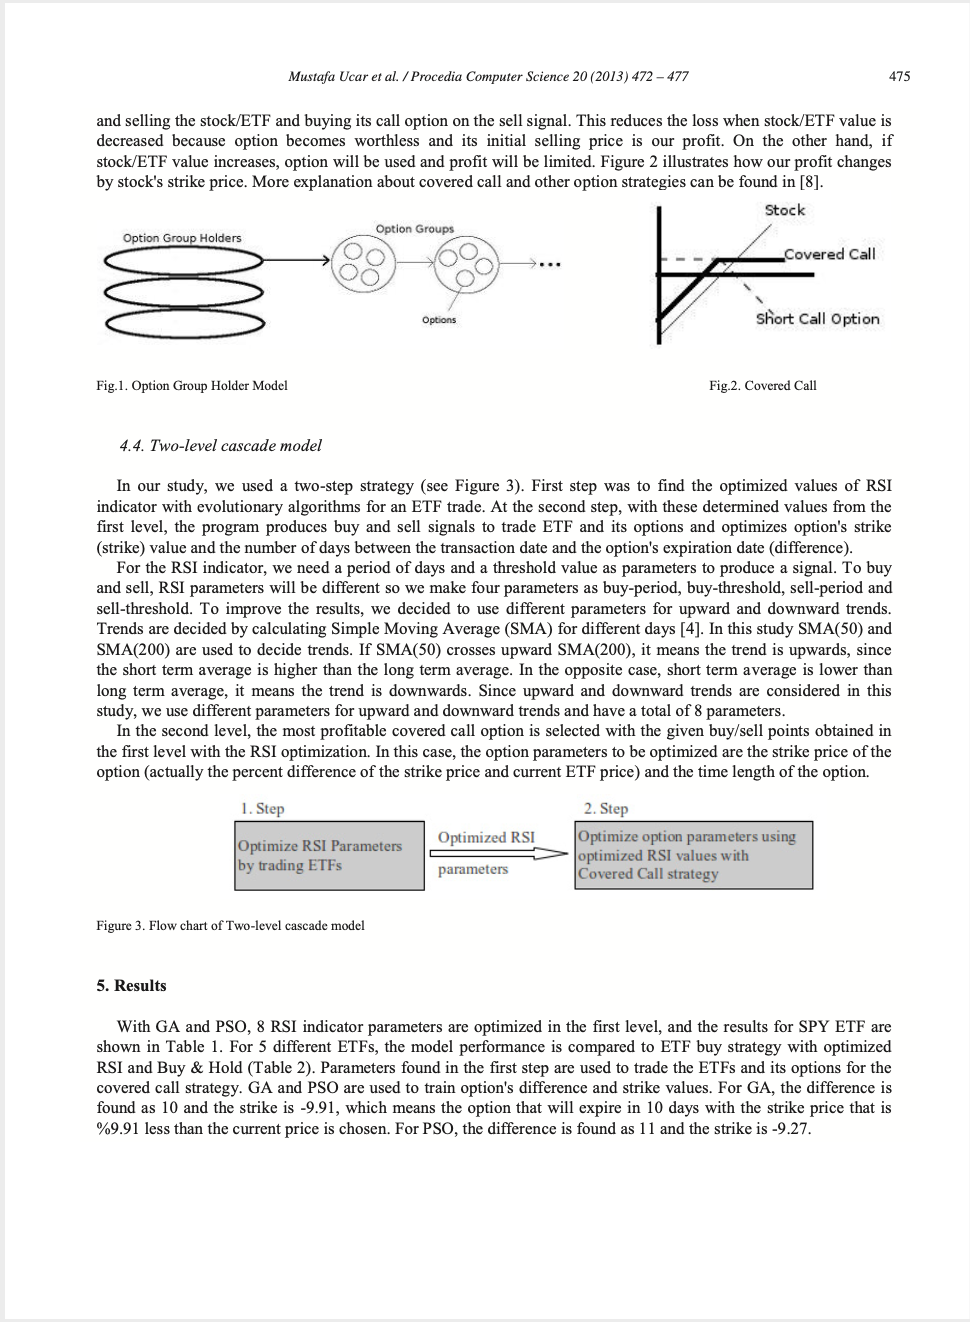 Mustafa Ucar et al. / Procedia Computer Science 20 (2013) 472 – 477
475
and selling the stock/ETF and buying its call option on the sell signal. This reduces the loss when stock/ETF value is
decreased because option becomes worthless and its initial selling price is our profit. On the other hand, if
stock/ETF value increases, option will be used and profit will be limited. Figure 2 illustrates how our profit changes
by stock's strike price. More explanation about covered call and other option strategies can be found in [8].
Option Group Holders
Option Groups
Options
Stock
Covered Call
Short Call Option
Fig.1. Option Group Holder Model
Fig.2. Covered Call
4.4. Two-level cascade model
In our study, we used a two-step strategy (see Figure 3). First step was to find the optimized values of RSI
indicator with evolutionary algorithms for an ETF trade. At the second step, with these determined values from the
first level, the program produces buy and sell signals to trade ETF and its options and optimizes option's strike
(strike) value and the number of days between the transaction date and the option's expiration date (difference).
For the RSI indicator, we need a period of days and a threshold value as parameters to produce a signal. To buy
and sell, RSI parameters will be different so we make four parameters as buy-period, buy-threshold, sell-period and
sell-threshold. To improve the results, we decided to use different parameters for upward and downward trends.
Trends are decided by calculating Simple Moving Average (SMA) for different days [4]. In this study SMA(50) and
SMA(200) are used to decide trends. If SMA(50) crosses upward SMA(200), it means the trend is upwards, since
the short term average is higher than the long term average. In the opposite case, short term average is lower than
long term average, it means the trend is downwards. Since upward and downward trends are considered in this
study, we use different parameters for upward and downward trends and have a total of 8 parameters.
In the second level, the most profitable covered call option is selected with the given buy/sell points obtained in
the first level with the RSI optimization. In this case, the option parameters to be optimized are the strike price of the
option (actually the percent difference of the strike price and current ETF price) and the time length of the option.
1. Step
Optimize RSI Parameters
by trading ETFs
Optimized RSI
parameters
2. Step
Optimize option parameters using
optimized RSI values with
Covered Call strategy
Figure 3. Flow chart of Two-level cascade model
5. Results
With GA and PSO, 8 RSI indicator parameters are optimized in the first level, and the results for SPY ETF are
shown in Table 1. For 5 different ETFs, the model performance is compared to ETF buy strategy with optimized
RSI and Buy & Hold (Table 2). Parameters found in the first step are used to trade the ETFs and its options for the
covered call strategy. GA and PSO are used to train option's difference and strike values. For GA, the difference is
found as 10 and the strike is -9.91, which means the option that will expire in 10 days with the strike price that is
%9.91 less than the current price is chosen. For PSO, the difference is found as 11 and the strike is -9.27.